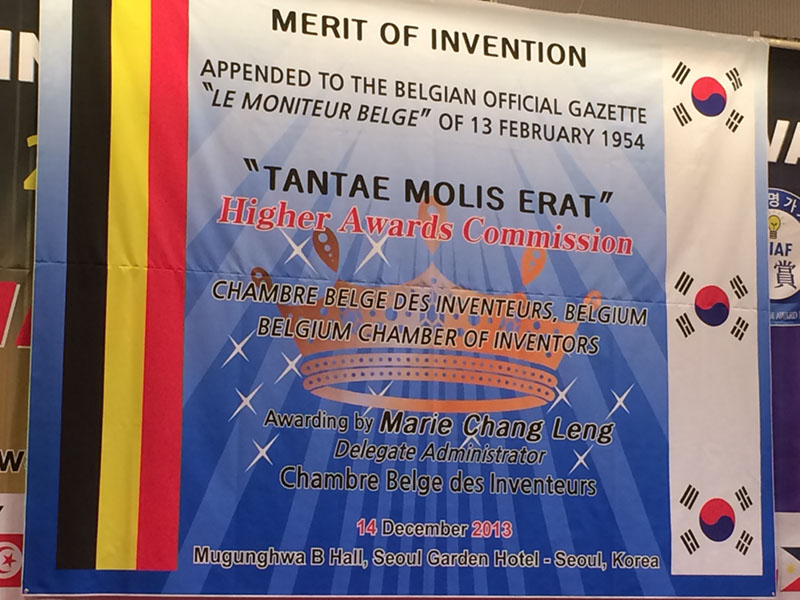 MERIT OF INVENTION
APPENDED TO THE BELGIAN OFFICIAL GAZETTE
"LE MONITEUR BELGE" OF 13 FEBRUARY 1954
"TANTAE MOLIS ERAT"
Higher Awards Commission
CHAMBRE BELGE DES INVENTEURS, BELGIUM
BELGIUM CHAMBER OF INVENTORS
Awarding by Marie Chang Leng
Delegate Administrator
Chambre Belge des Inventeurs
14 December 2013
Mugunghwa B Hall, Seoul Garden Hotel - Seoul, Korea
IAF
賞